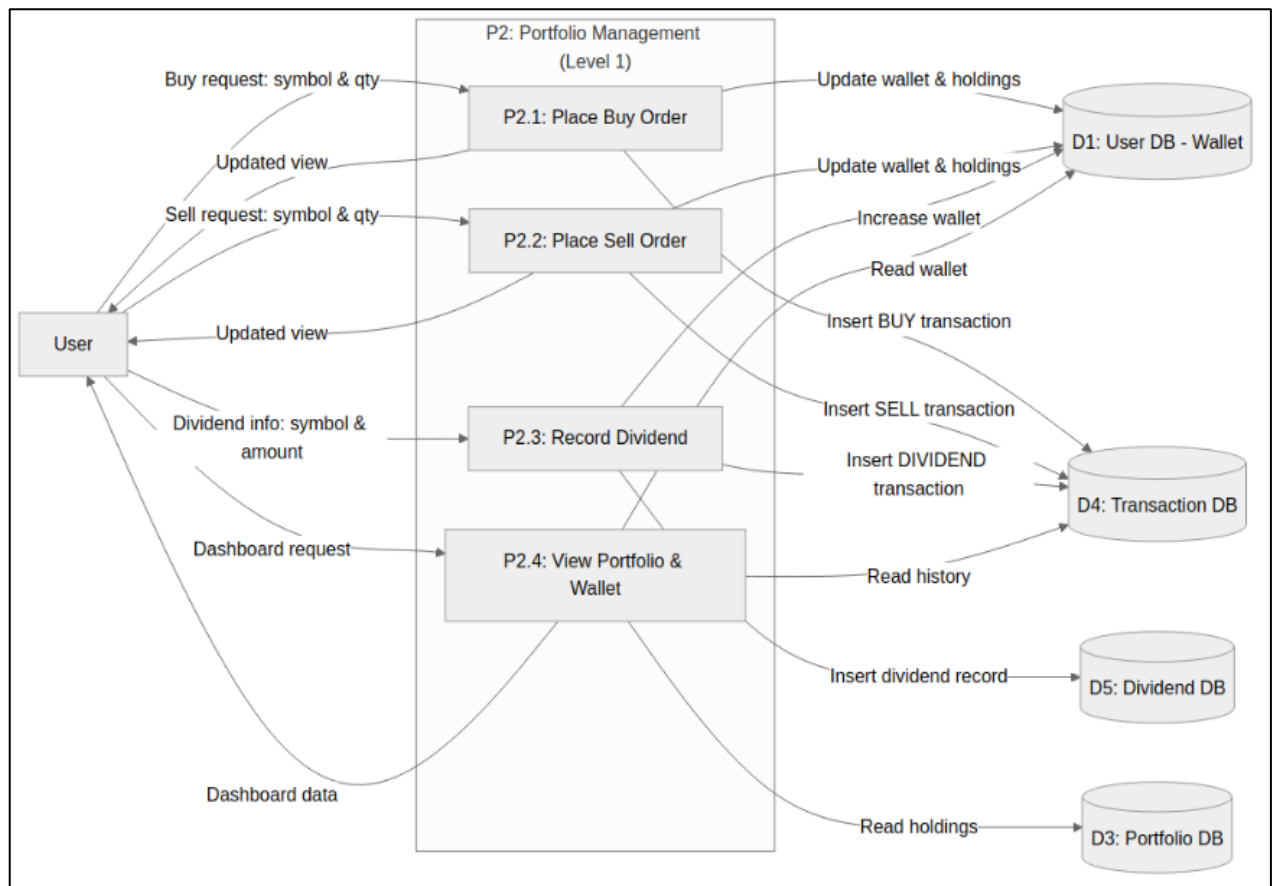 P2: Portfolio Management
(Level 1)
Buy request: symbol & qty
Update wallet & holdings
P2.1: Place Buy Order
D1: User DB - Wallet
Updated view
Update wallet & holdings
Sell request: symbol & qty
Increase wallet
P2.2: Place Sell Order
Read wallet
Insert BUY transaction
Updated view
User
Insert SELL transaction
Dividend info: symbol &
amount
P2.3: Record Dividend
Insert DIVIDEND
transaction
D4: Transaction DB
Dashboard request
P2.4: View Portfolio &
Wallet
Read history
Insert dividend record
D5: Dividend DB
Dashboard data
Read holdings
D3: Portfolio DB